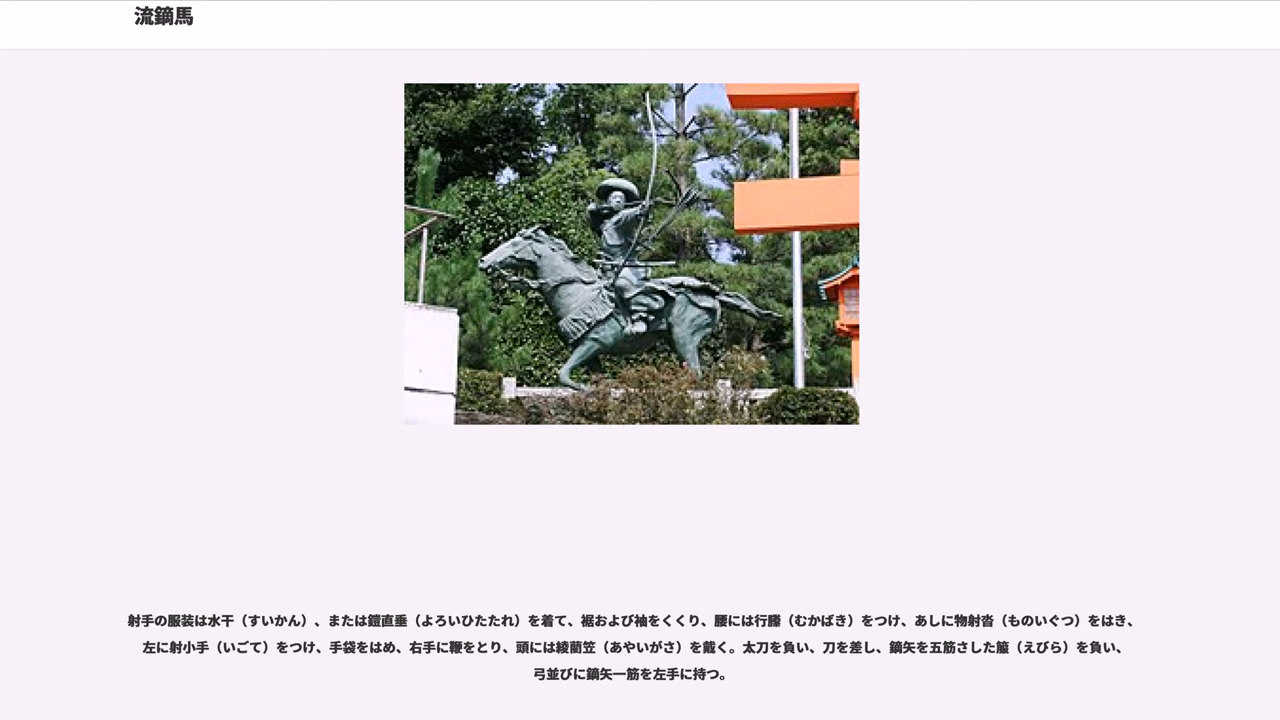 流鏑馬
射手の服装は水干（すいかん）、または鎧直垂（よろいひたたれ）を着て、裾および袖をくくり、腰には行縢（むかばき）をつけ、あしに物射沓（ものいぐつ）をはき、
左に射小手（いごて）をつけ、手袋をはめ、右手に鞭をとり、頭には綾藺笠（あやいがさ）を戴く。太刀を負い、刀を差し、鏑矢を五筋さした箙（えびら）を負い、
弓並びに鏑矢一筋を左手に持つ。